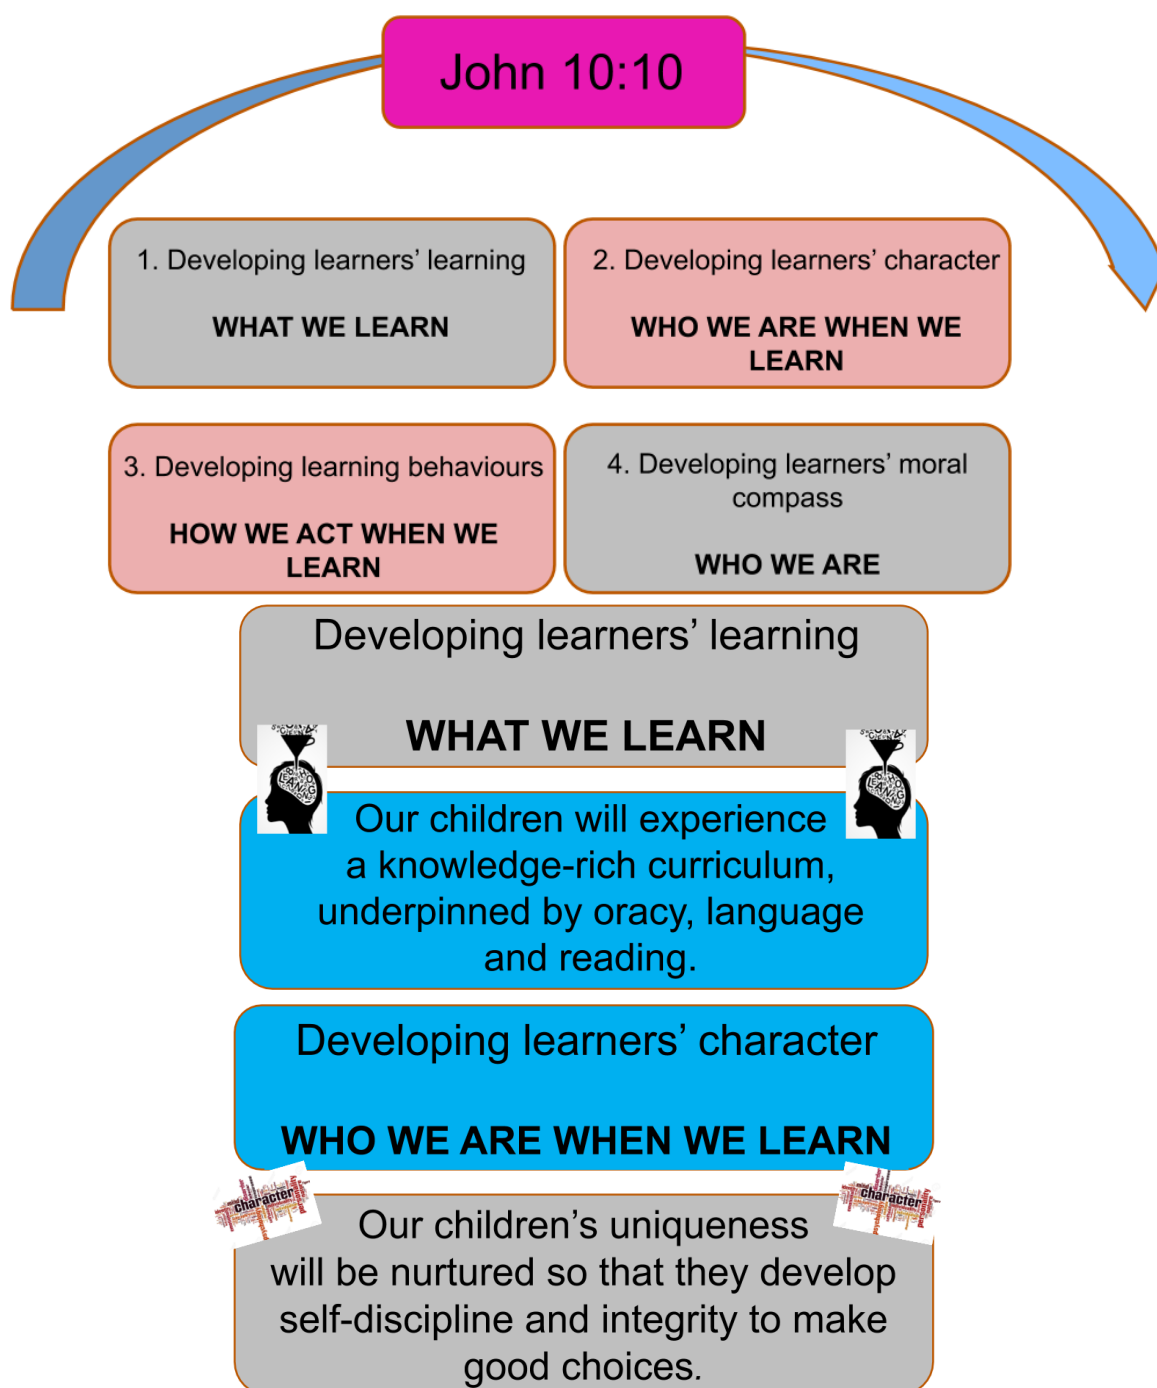 John 10:10
1. Developing learners’ learning
WHAT WE LEARN
2. Developing learners’ character
WHO WE ARE WHEN WE
LEARN
3. Developing learning behaviours
HOW WE ACT WHEN WE
LEARN
4. Developing learners’ moral
compass
WHO WE ARE
Developing learners’ learning
WHAT WE LEARN
Our children will experience
a knowledge-rich curriculum,
underpinned by oracy, language
and reading.
Developing learners’ character
WHO WE ARE WHEN WE LEARN
character
character
Our children’s uniqueness
will be nurtured so that they develop
self-discipline and integrity to make
good choices.